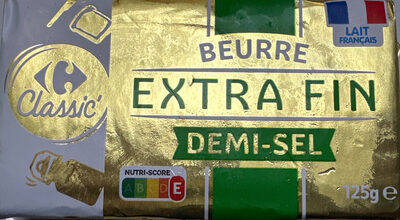 Classic'
BEURRE
EXTRA FIN
DEMI-SEL
LAIT
FRANÇAIS
NUTRI-SCORE
A B C D E
125g e